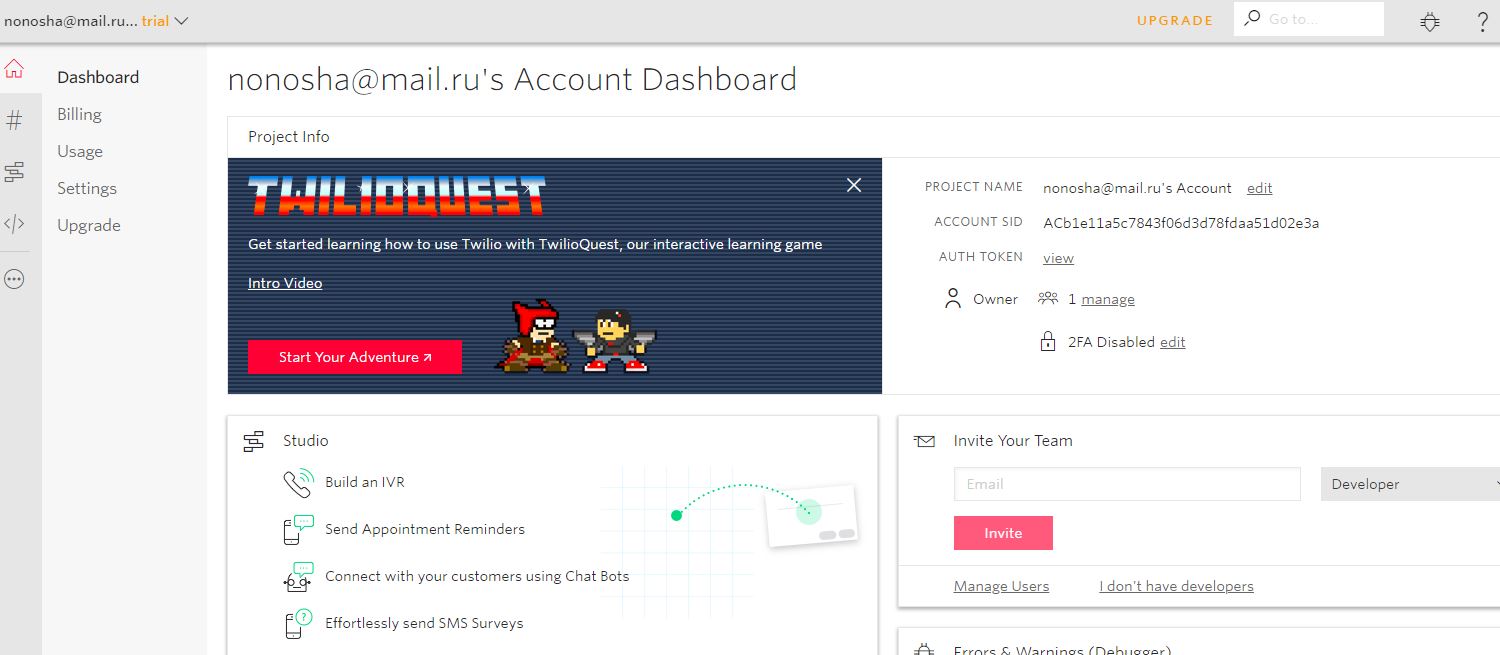 nonosha@mail.ru... trial
UPGRADE
Go to...
?
Dashboard
Billing
Usage
Settings
Upgrade
nonosha@mail.ru's Account Dashboard
Project Info
TWILIOQUEST
Get started learning how to use Twilio with TwilioQuest, our interactive learning game
Intro Video
Start Your Adventure
PROJECT NAME nonosha@mail.ru's Account edit
ACCOUNT SID ACb1e11a5c7843f06d3d78fdaa51d02e3a
AUTH TOKEN view
Owner 1 manage
2FA Disabled edit
Studio
Build an IVR
Send Appointment Reminders
Connect with your customers using Chat Bots
Effortlessly send SMS Surveys
Invite Your Team
Email
Developer
Invite
Manage Users I don't have developers
Errors & Warnings (Debugger)